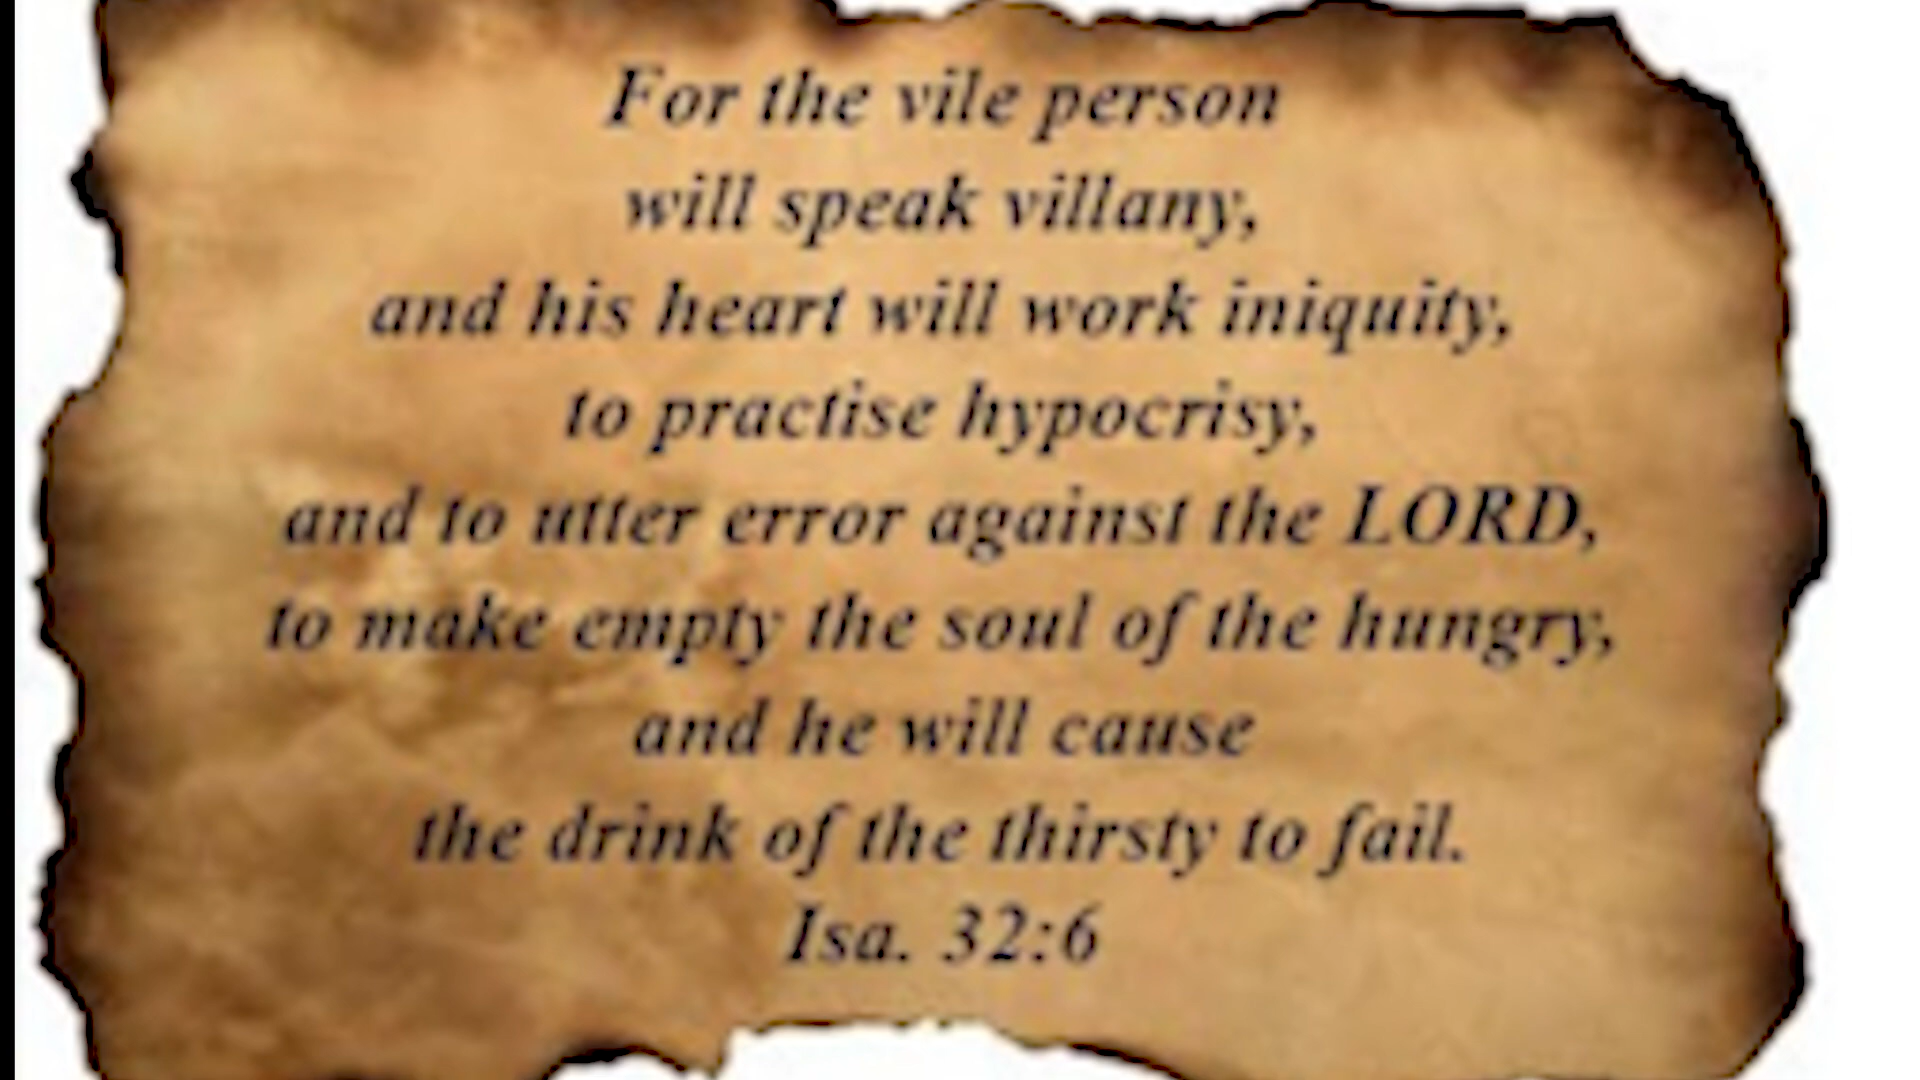 For the vile person
will speak villany,
and his heart will work iniquity,
to practise hypocrisy,
and to utter error against the LORD,
to make empty the soul of the hungry,
and he will cause
the drink of the thirsty to fail.
Isa. 32:6